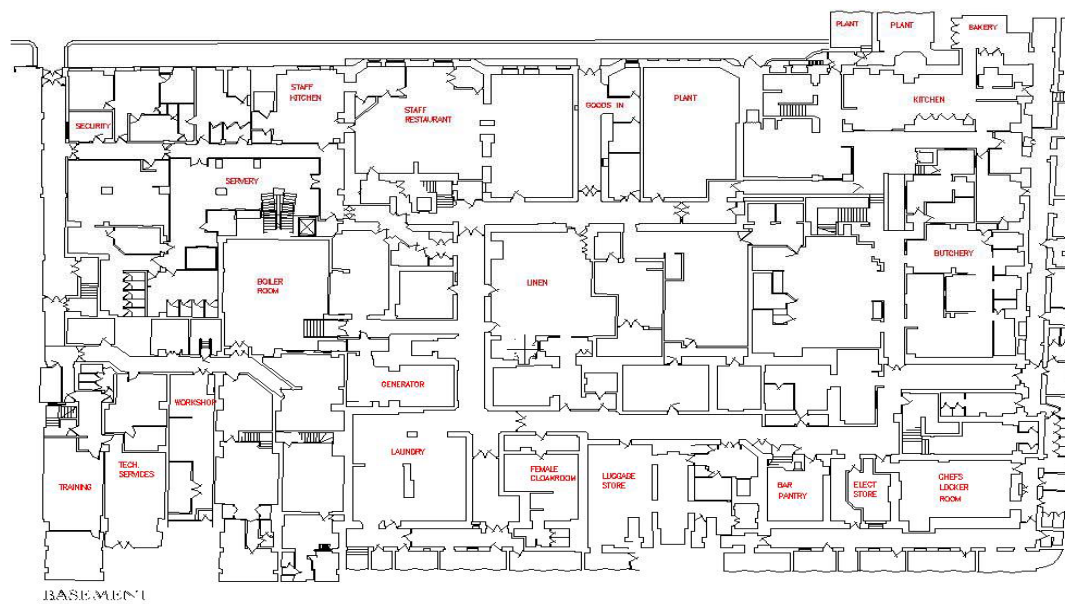 PLANT
PLANT
BAKERY
STAFF
KITCHEN
STAFF
RESTAURANT
GOODS IN
PLANT
KITCHEN
SECURITY
SERVERY
BOILER
ROOM
LINEN
BUTCHERY
GENERATOR
WORKSHOP
LAUNDRY
TRAINING
TECH.
SERVICES
FEMALE
CLOAKROOM
LUGGAGE
STORE
BAR
PANTRY
ELECT
STORE
CHEFS
LOCKER
ROOM
BASEMENT